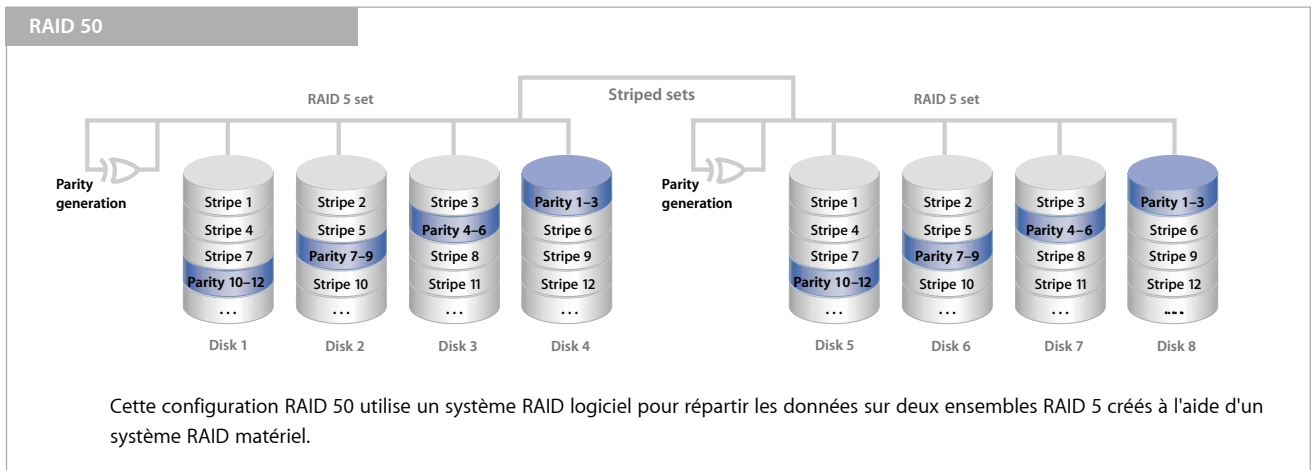 RAID 50
Striped sets
RAID 5 set
RAID 5 set
Parity
generation
Stripe 1
Stripe 4
Stripe 7
Parity 10–12
...
Disk 1
Stripe 2
Stripe 5
Parity 7–9
Stripe 10
...
Disk 2
Stripe 3
Parity 4–6
Stripe 8
Stripe 11
...
Disk 3
Parity 1–3
Stripe 6
Stripe 9
Stripe 12
...
Disk 4
Parity
generation
Stripe 1
Stripe 4
Stripe 7
Parity 10–12
...
Disk 5
Stripe 2
Stripe 5
Parity 7–9
Stripe 10
...
Disk 6
Stripe 3
Parity 4–6
Stripe 8
Stripe 11
...
Disk 7
Parity 1–3
Stripe 6
Stripe 9
Stripe 12
....
Disk 8
Cette configuration RAID 50 utilise un système RAID logiciel pour répartir les données sur deux ensembles RAID 5 créés à l'aide d'un
système RAID matériel.